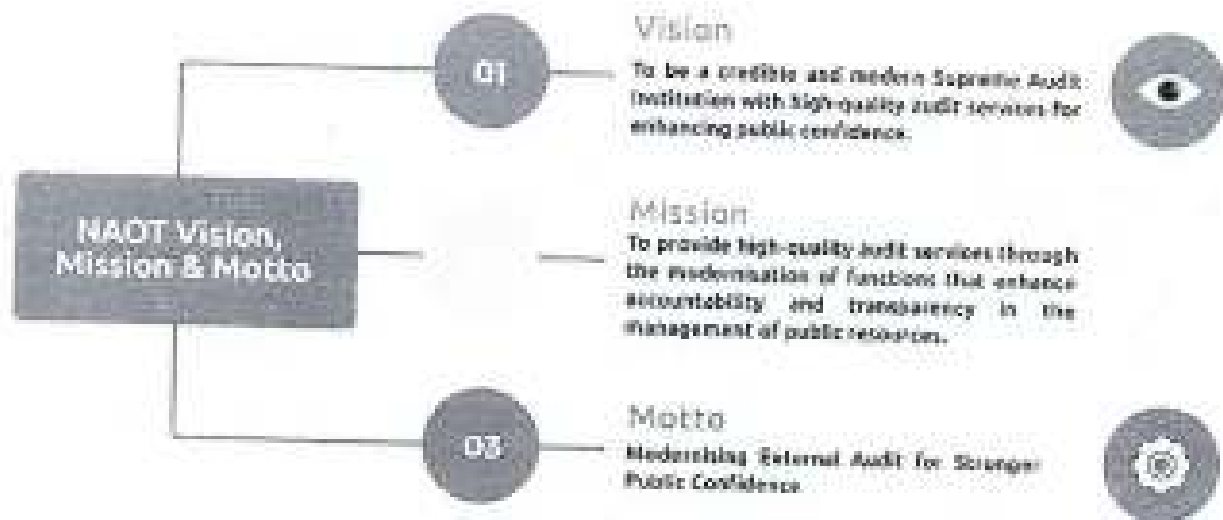 01
Vision
To be a credible and modern Supreme Audit
Institution with high-quality audit services for
enhancing public confidence.
NAOT Vision,
Mission & Motto
Mission
To provide high-quality audit services through
the modernisation of functions that enhance
accountability and transparency in the
management of public resources.
03
Motto
Modernising External Audit for Stronger
Public Confidence